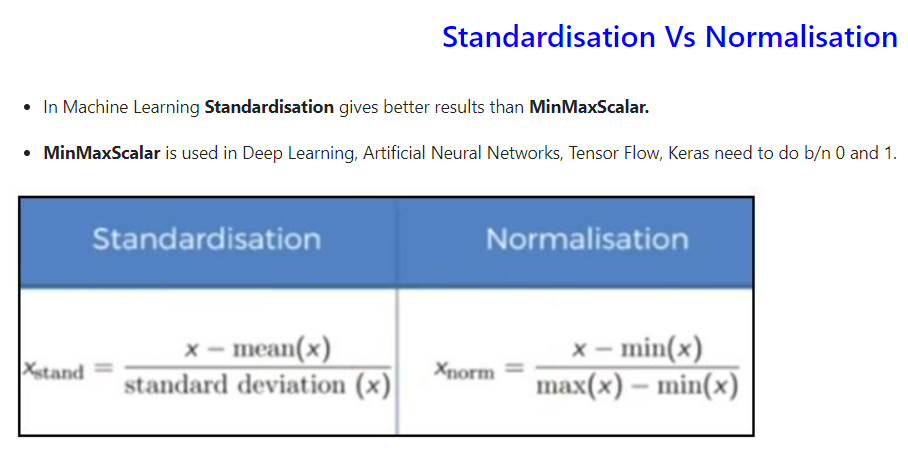 Standardisation Vs Normalisation
• In Machine Learning Standardisation gives better results than MinMaxScalar.
• MinMaxScalar is used in Deep Learning, Artificial Neural Networks, Tensor Flow, Keras need to do b/n 0 and 1.
Standardisation Normalisation
x_stand = (x − mean(x)) / (standard deviation (x))
x_norm = (x − min(x)) / (max(x) − min(x))